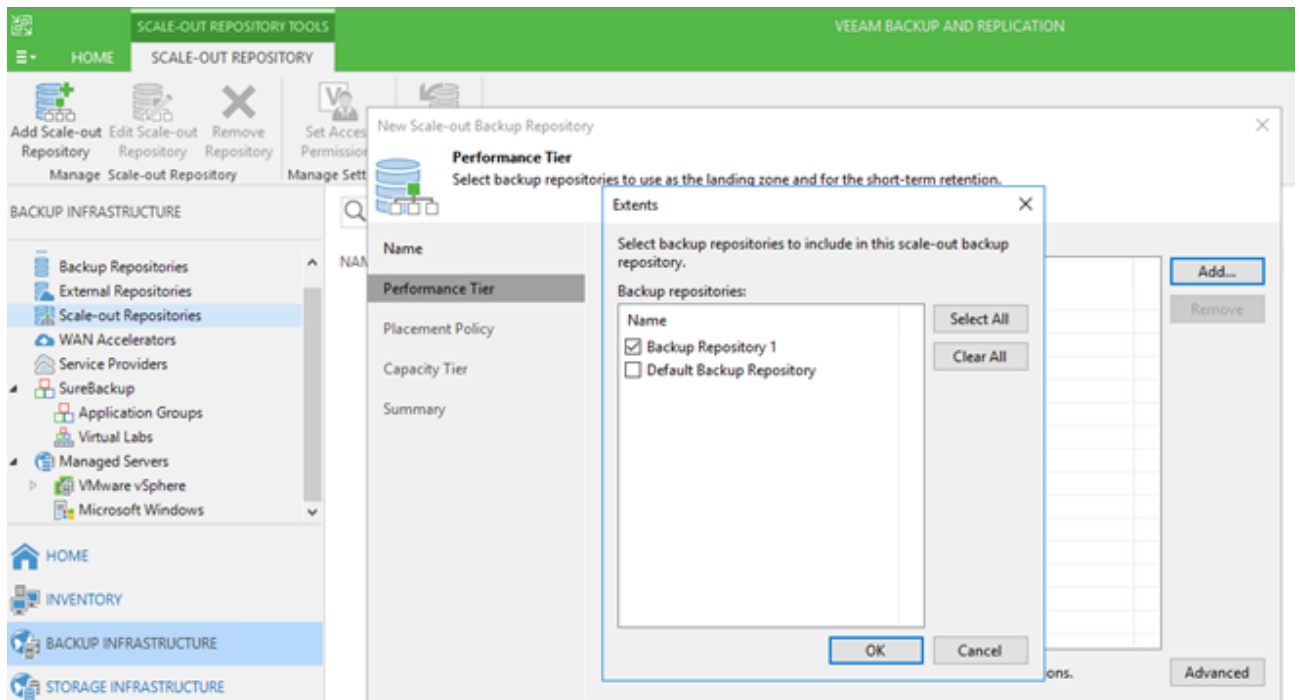 SCALE-OUT REPOSITORY TOOLS
VEEAM BACKUP AND REPLICATION
HOME
SCALE-OUT REPOSITORY
Add Scale-out Repository
Edit Scale-out Repository
Remove Repository
Set Acces
Permission
Manage Scale-out Repository
Manage Sett
BACKUP INFRASTRUCTURE
Backup Repositories
External Repositories
Scale-out Repositories
WAN Accelerators
Service Providers
SureBackup
Application Groups
Virtual Labs
Managed Servers
VMware vSphere
Microsoft Windows
HOME
INVENTORY
BACKUP INFRASTRUCTURE
STORAGE INFRASTRUCTURE
NAM
New Scale-out Backup Repository
Performance Tier
Select backup repositories to use as the landing zone and for the short-term retention.
Name
Performance Tier
Placement Policy
Capacity Tier
Summary
Extents
Select backup repositories to include in this scale-out backup
repository.
Backup repositories:
Name
Backup Repository 1
Default Backup Repository
Select All
Clear All
OK
Cancel
Add...
Remove
ons.
Advanced